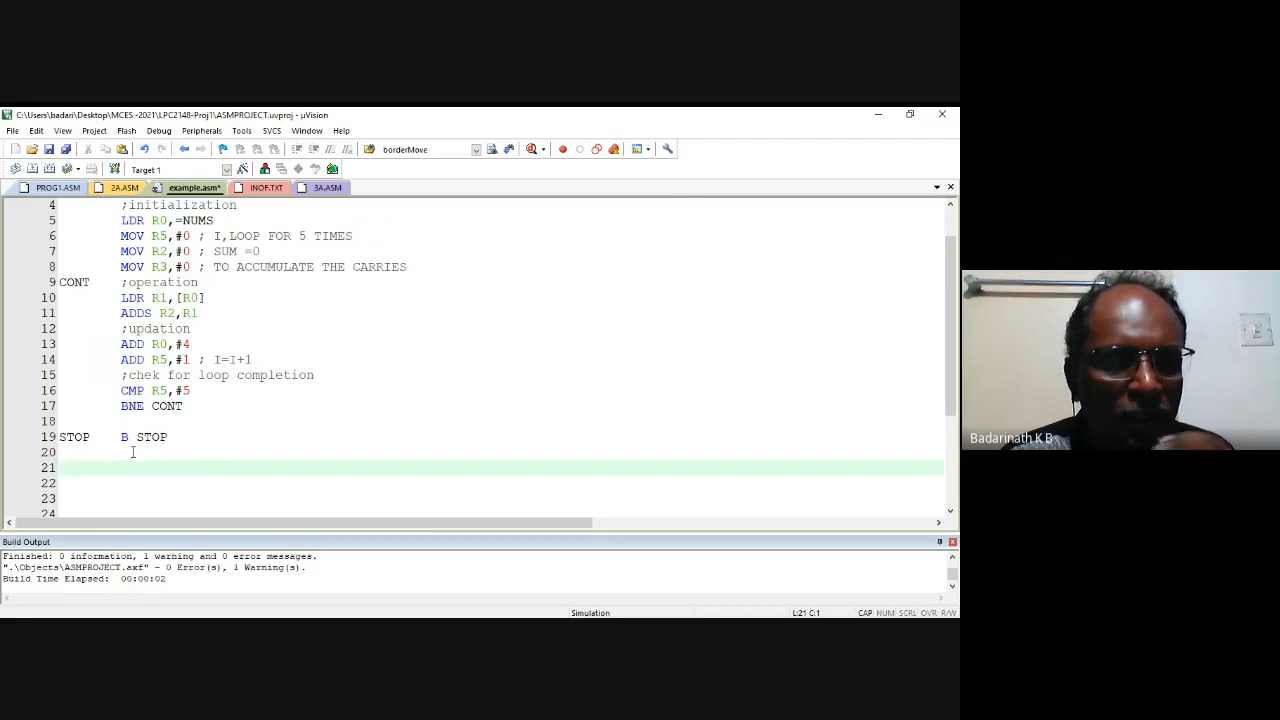 C:\Users\badari\Desktop\MCES -2021\LPC2148-Proj1\ASMPROJECT.uvproj - µVision
File Edit View Project Flash Debug Peripherals Tools SVCS Window Help
borderMove
Target 1
PROG1.ASM 2A.ASM example.asm* INOF.TXT 3A.ASM
4 ;initialization
5 LDR R0,=NUMS
6 MOV R5,#0 ; I,LOOP FOR 5 TIMES
7 MOV R2,#0 ; SUM =0
8 MOV R3,#0 ; TO ACCUMULATE THE CARRIES
9 CONT ;operation
10 LDR R1,[R0]
11 ADDS R2,R1
12 ;updation
13 ADD R0,#4
14 ADD R5,#1 ; I=I+1
15 ;chek for loop completion
16 CMP R5,#5
17 BNE CONT
18
19 STOP B STOP
20
21
22
23
24
Build Output
Finished: 0 information, 1 warning and 0 error messages.
".\Objects\ASMPROJECT.axf" - 0 Error(s), 1 Warning(s).
Build Time Elapsed: 00:00:02
Simulation L:21 C:1 CAP NUM SCRL OVR R/W
Badarinath K B